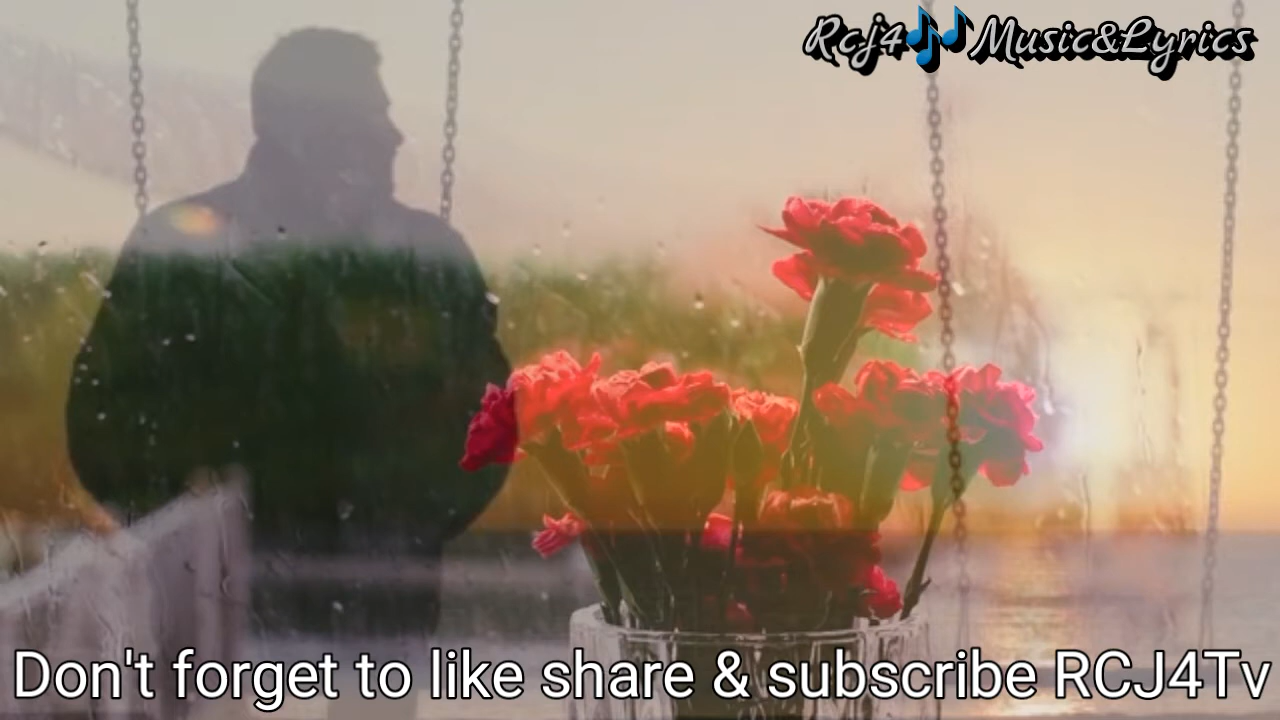 Rcj4🎵Music&Lyrics
Don't forget to like share & subscribe RCJ4Tv